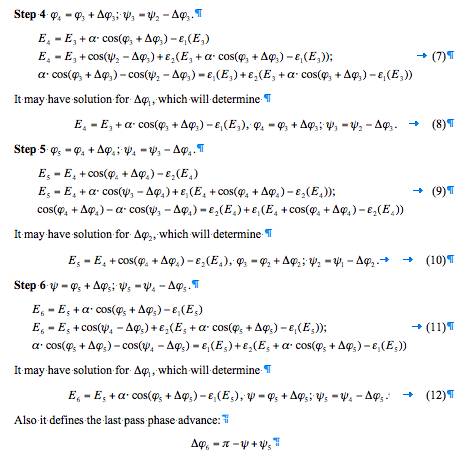 Step 4 φ₄ = φ₃ + Δφ₃; ψ₃ = ψ₂ − Δφ₃.¶
E₄ = E₃ + α· cos(φ₃ + Δφ₃) − ε₁(E₃)
E₄ = E₃ + cos(ψ₂ − Δφ₃) + ε₂(E₃ + α· cos(φ₃ + Δφ₃) − ε₁(E₃)); → (7)¶
α· cos(φ₃ + Δφ₃) − cos(ψ₂ − Δφ₃) = ε₁(E₃) + ε₂(E₃ + α· cos(φ₃ + Δφ₃) − ε₁(E₃))
It may have solution for Δφ₁, which will determine ¶
E₄ = E₃ + α· cos(φ₃ + Δφ₃) − ε₁(E₃), φ₄ = φ₃ + Δφ₃; ψ₃ = ψ₂ − Δφ₃. → (8)¶
Step 5 φ₅ = φ₄ + Δφ₄; ψ₄ = ψ₃ − Δφ₄.¶
E₅ = E₄ + cos(φ₄ + Δφ₄) − ε₂(E₄)
E₅ = E₄ + α· cos(ψ₃ − Δφ₄) + ε₁(E₄ + cos(φ₄ + Δφ₄) − ε₂(E₄)); → (9)¶
cos(φ₄ + Δφ₄) − α· cos(ψ₃ − Δφ₄) = ε₂(E₄) + ε₁(E₄ + cos(φ₄ + Δφ₄) − ε₂(E₄))
It may have solution for Δφ₂, which will determine ¶
E₅ = E₄ + cos(φ₄ + Δφ₄) − ε₂(E₄), φ₃ = φ₂ + Δφ₂; ψ₂ = ψ₁ − Δφ₂.→ → (10)¶
Step 6 ψ = φ₅ + Δφ₅; ψ₅ = ψ₄ − Δφ₅.¶
E₆ = E₅ + α· cos(φ₅ + Δφ₅) − ε₁(E₅)
E₆ = E₅ + cos(ψ₄ − Δφ₅) + ε₂(E₅ + α· cos(φ₅ + Δφ₅) − ε₁(E₅)); → (11)¶
α· cos(φ₅ + Δφ₅) − cos(ψ₄ − Δφ₅) = ε₁(E₅) + ε₂(E₅ + α· cos(φ₅ + Δφ₅) − ε₁(E₅))
It may have solution for Δφ₁, which will determine ¶
E₆ = E₅ + α· cos(φ₅ + Δφ₅) − ε₁(E₅), ψ = φ₅ + Δφ₅; ψ₅ = ψ₄ − Δφ₅. → (12)¶
Also it defines the last pass phase advance: ¶
Δφ₆ = π − ψ + ψ₅ ¶